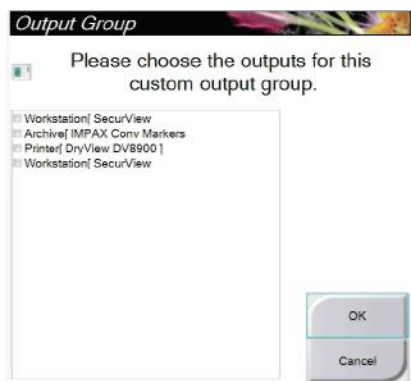 Output Group
Please choose the outputs for this
custom output group.
Workstation[ SecurView
Archive[ IMPAX Conv Markers
Printer[ DryView DV8900 ]
Workstation[ SecurView
OK
Cancel